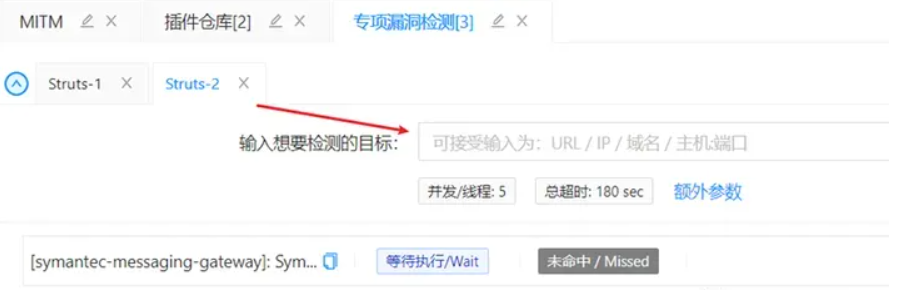 MITM 插件仓库[2] 专项漏洞检测[3]
Struts-1 Struts-2
输入想要检测的目标： 可接受输入为：URL / IP / 域名 / 主机:端口
并发/线程: 5 总超时: 180 sec 额外参数
[symantec-messaging-gateway]: Sym... 等待执行/Wait 未命中 / Missed